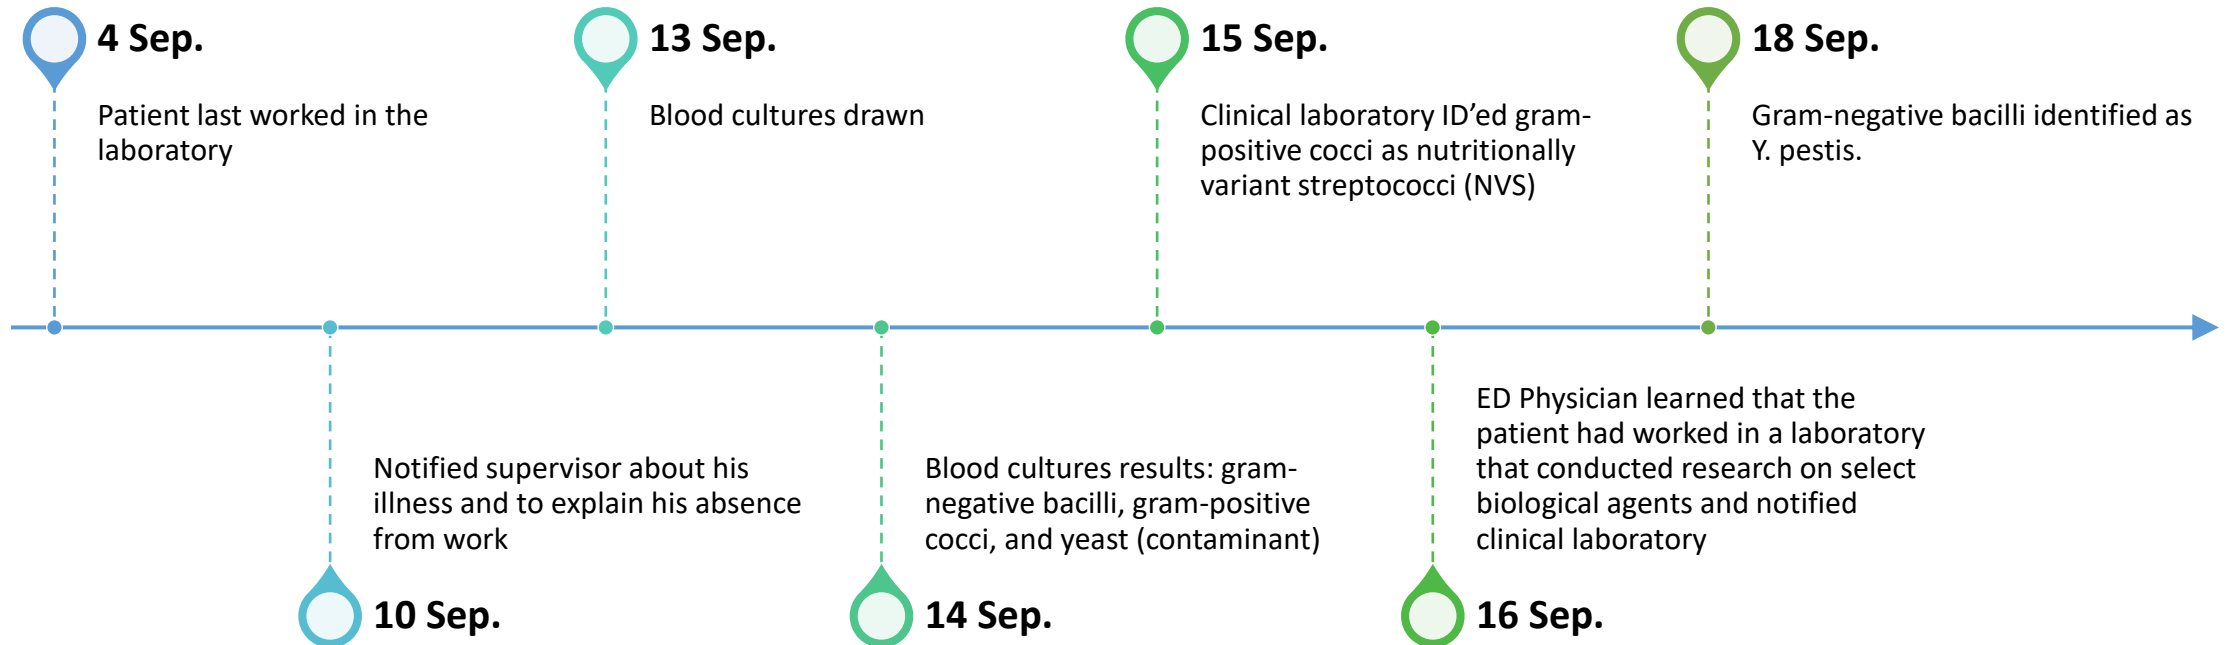 4 Sep.
Patient last worked in the
laboratory
10 Sep.
Notified supervisor about his
illness and to explain his absence
from work
13 Sep.
Blood cultures drawn
14 Sep.
Blood cultures results: gram-
negative bacilli, gram-positive
cocci, and yeast (contaminant)
15 Sep.
Clinical laboratory ID’ed gram-
positive cocci as nutritionally
variant streptococci (NVS)
16 Sep.
ED Physician learned that the
patient had worked in a laboratory
that conducted research on select
biological agents and notified
clinical laboratory
18 Sep.
Gram-negative bacilli identified as
Y. pestis.